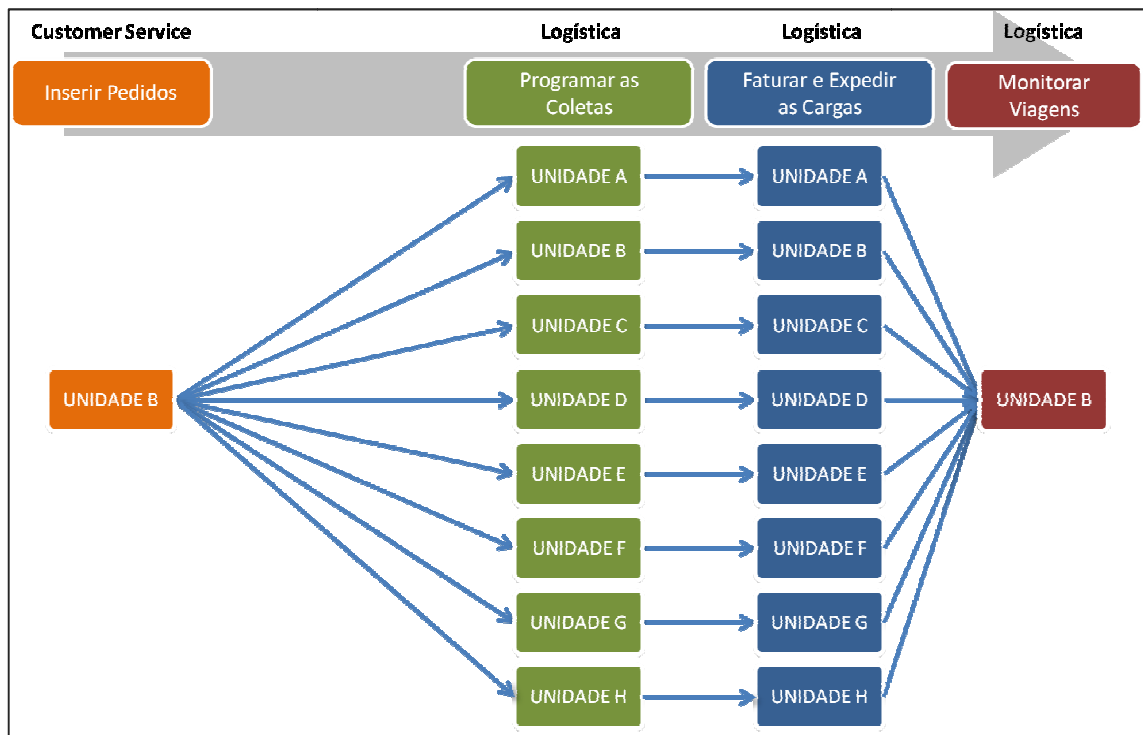 Customer Service
Logística
Logística
Logística
Inserir Pedidos
Programar as
Coletas
Faturar e Expedir
as Cargas
Monitorar
Viagens
UNIDADE A
UNIDADE A
UNIDADE B
UNIDADE B
UNIDADE C
UNIDADE C
UNIDADE B
UNIDADE D
UNIDADE D
UNIDADE B
UNIDADE E
UNIDADE E
UNIDADE F
UNIDADE F
UNIDADE G
UNIDADE G
UNIDADE H
UNIDADE H